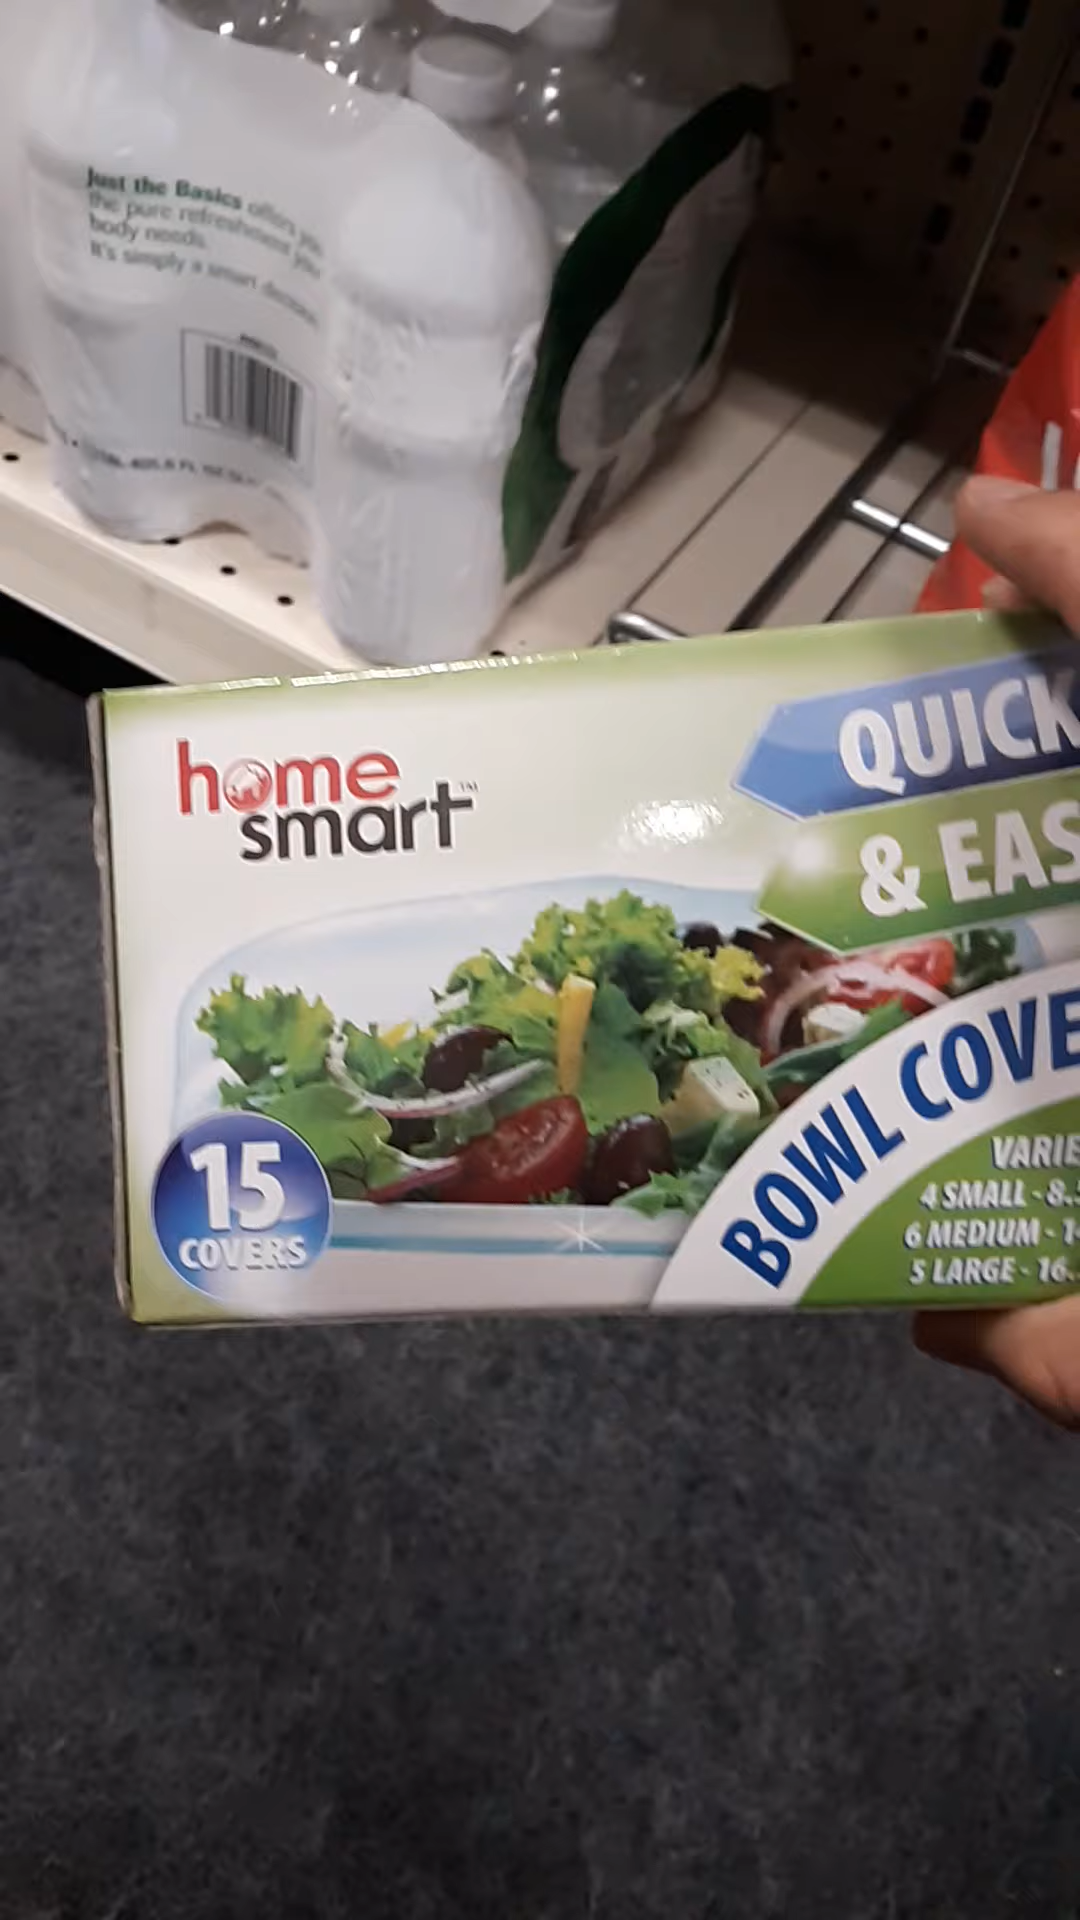 Just the Basics offers you
the pure refreshment your
body needs.
It's simply a smart decision
home
smart™
QUICK
& EAS
BOWL COVE
VARIE
4 SMALL - 8.
6 MEDIUM - 1
5 LARGE - 16.
15
COVERS